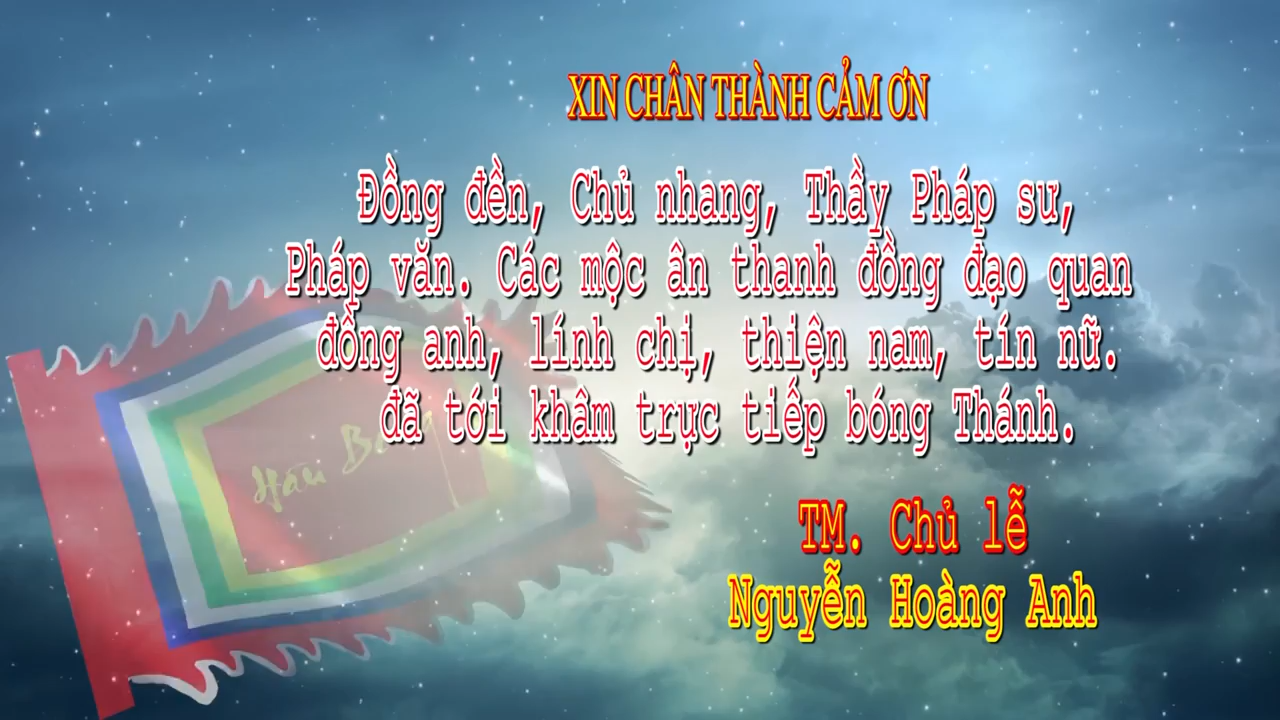 XIN CHÂN THÀNH CẢM ƠN
Đồng đền, Chủ nhang, Thầy Pháp sư,
Pháp văn. Các mộc ân thanh đồng đạo quan
đồng anh, lính chị, thiện nam, tín nữ.
đã tới khâm trực tiếp bóng Thánh.
Hầu Bóng
TM. Chủ lễ
Nguyễn Hoàng Anh